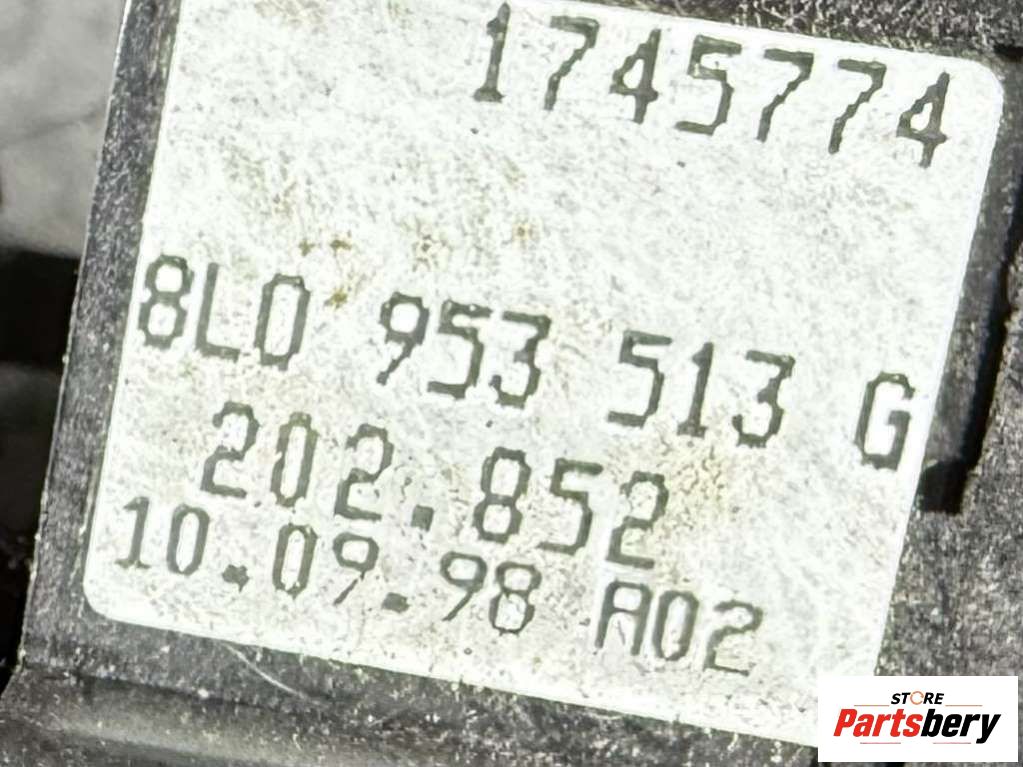 1745774
8L0 953 513 G
202.852
10.09.98 A02
STORE
Partsbery